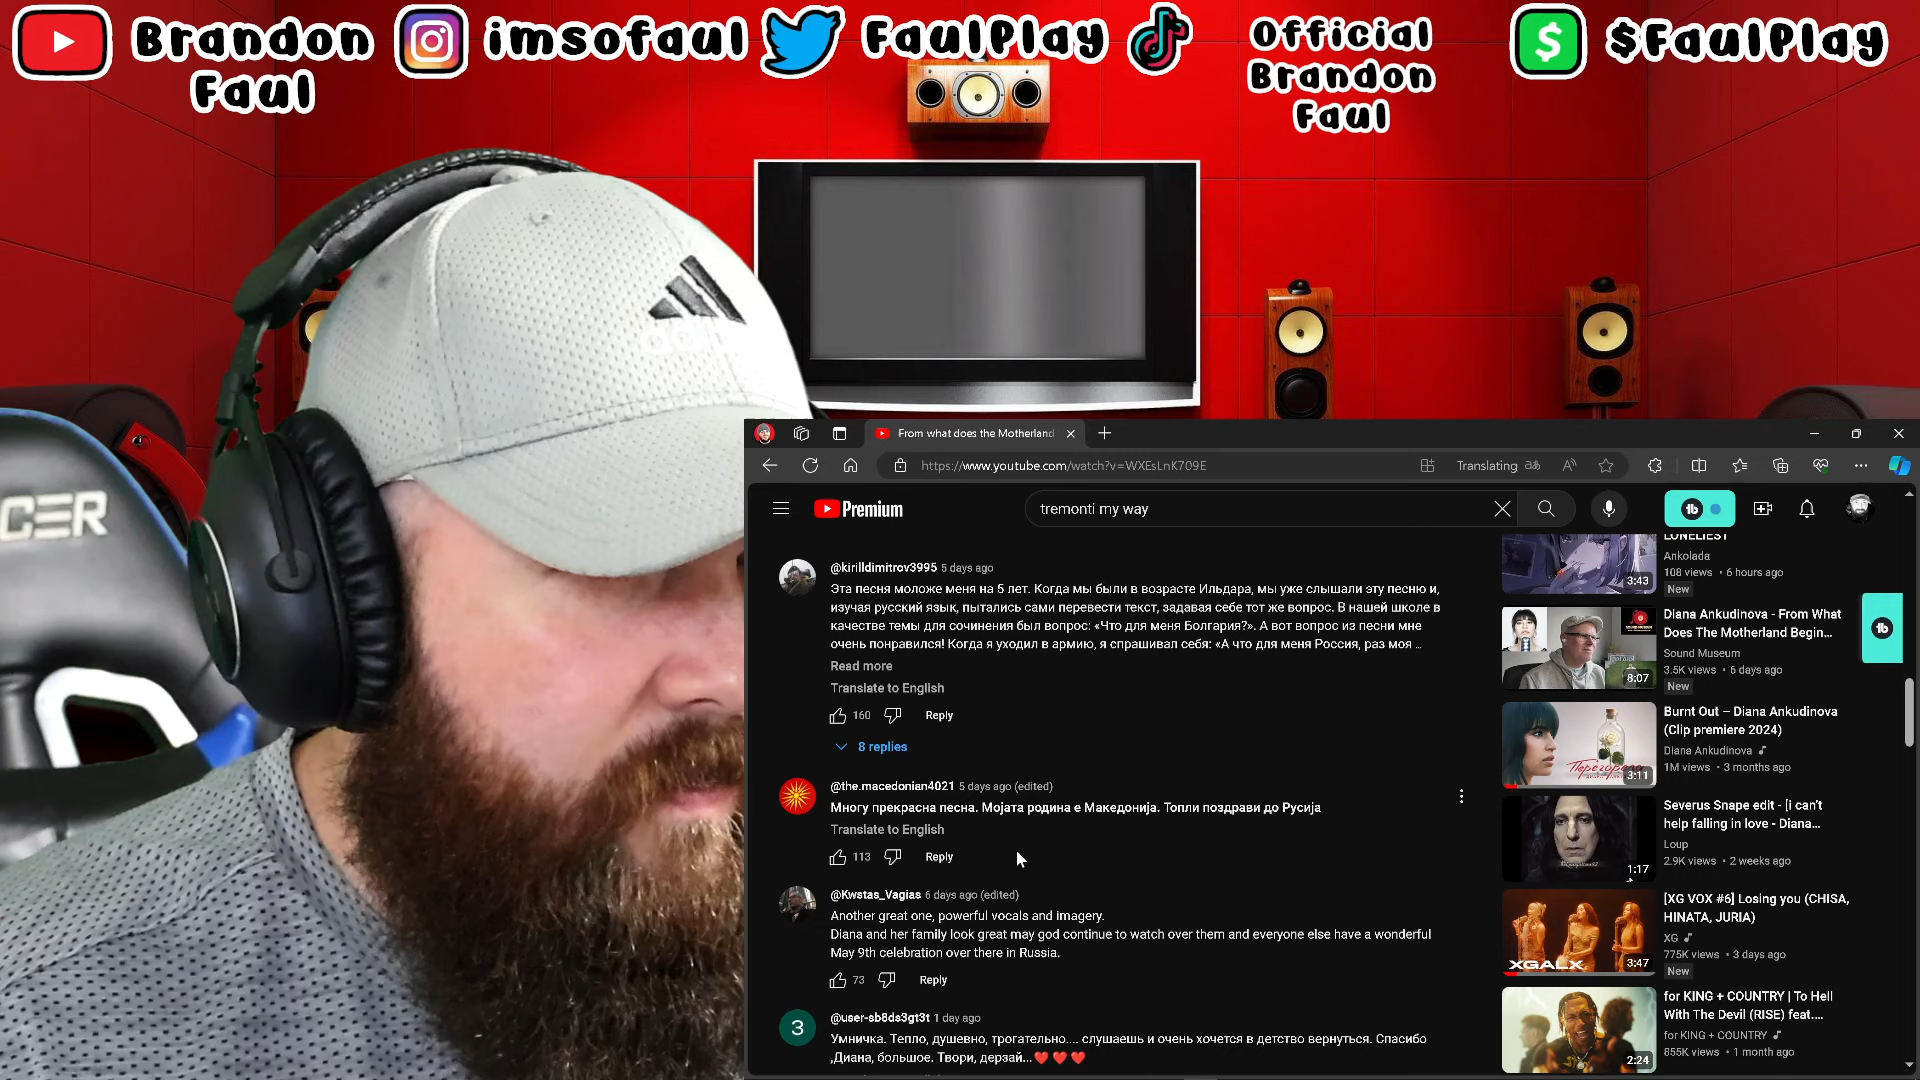 Brandon
Faul
imsofaul
FaulPlay
Official
Brandon
Faul
$FaulPlay
adidas
CER
From what does the Motherland
https://www.youtube.com/watch?v=WXEsLnK709E
Translating
Premium
tremonti my way
@kirilldimitrov3995 5 days ago
Эта песня моложе меня на 5 лет. Когда мы были в возрасте Ильдара, мы уже слышали эту песню и,
изучая русский язык, пытались сами перевести текст, задавая себе тот же вопрос. В нашей школе в
качестве темы для сочинения был вопрос: «Что для меня Болгария?». А вот вопрос из песни мне
очень понравился! Когда я уходил в армию, я спрашивал себя: «А что для меня Россия, раз моя ...
Read more
Translate to English
160 Reply
8 replies
@the.macedonian4021 5 days ago (edited)
Многу прекрасна песна. Мојата родина е Македонија. Топли поздрави до Русија
Translate to English
113 Reply
@Kwstas_Vagias 6 days ago (edited)
Another great one, powerful vocals and imagery.
Diana and her family look great may god continue to watch over them and everyone else have a wonderful
May 9th celebration over there in Russia.
73 Reply
3
@user-sb8ds3gt3t 1 day ago
Умничка. Тепло, душевно, трогательно.... слушаешь и очень хочется в детство вернуться. Спасибо
,Диана, большое. Твори, дерзай...❤️❤️❤️
LONELIEST
Ankolada
108 views • 6 hours ago
New
3:43
Diana Ankudinova - From What
Does The Motherland Begin...
Sound Museum
3.5K views • 6 days ago
New
8:07
Burnt Out – Diana Ankudinova
(Clip premiere 2024)
Diana Ankudinova
1M views • 3 months ago
Перегорела
3:11
Severus Snape edit - [i can't
help falling in love - Diana...
Loup
2.9K views • 2 weeks ago
1:17
[XG VOX #6] Losing you (CHISA,
HINATA, JURIA)
XG
775K views • 3 days ago
New
XGALX
3:47
for KING + COUNTRY | To Hell
With The Devil (RISE) feat....
for KING + COUNTRY
855K views • 1 month ago
2:24